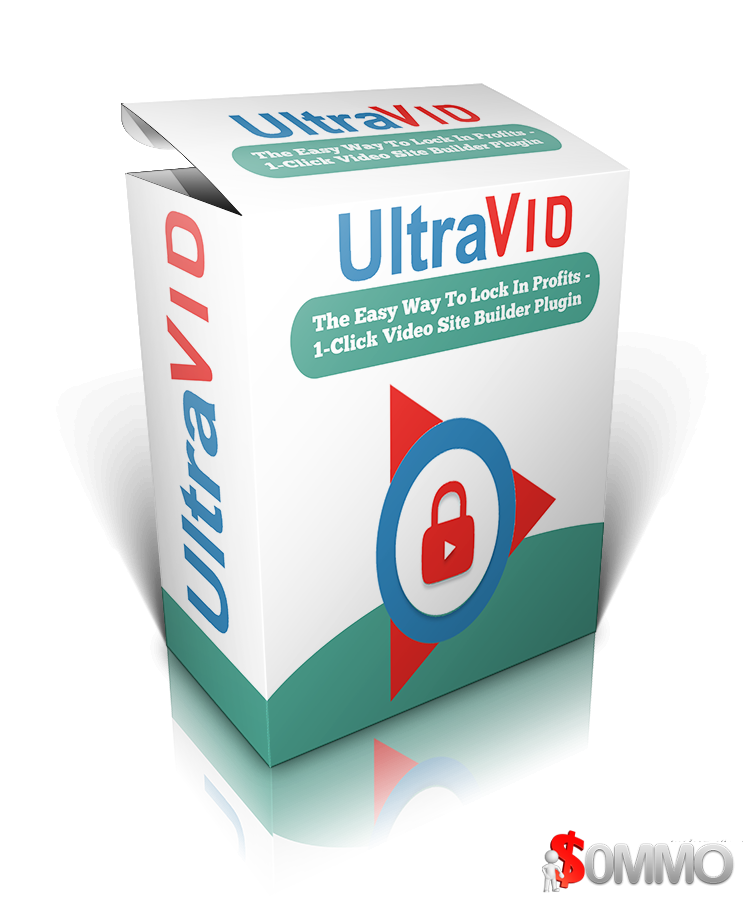 UltraVID
The Easy Way To Lock In Profits -
1-Click Video Site Builder Plugin
UltraVID
The Easy Way To Lock In Profits -
1-Click Video Site Builder Plugin
UltraVID
$OMMO